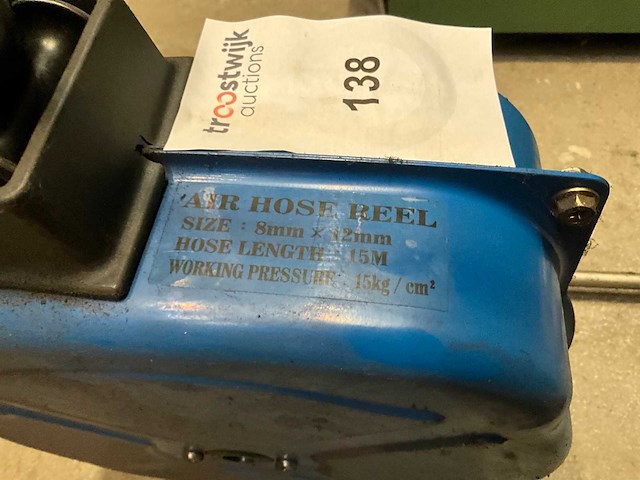 troostwijk
auctions
138
AIR HOSE REEL
SIZE : 8mm × 12mm
HOSE LENGTH : 15M
WORKING PRESSURE : 15kg / cm²